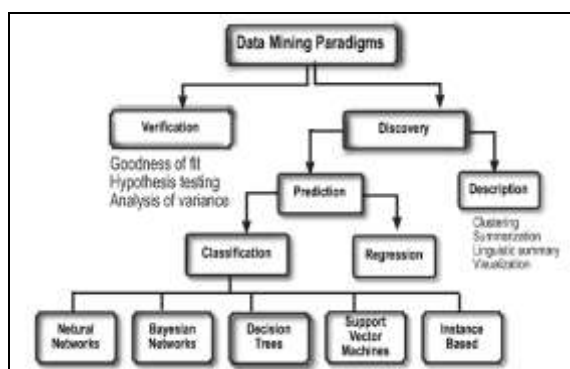 Data Mining Paradigms
Verification
Discovery
Goodness of fit
Hypothesis testing
Analysis of variance
Prediction
Description
Clustering
Summarization
Linguistic summary
Visualization
Classification
Regression
Netural
Networks
Bayesian
Networks
Decision
Trees
Support
Vector
Machines
Instance
Based